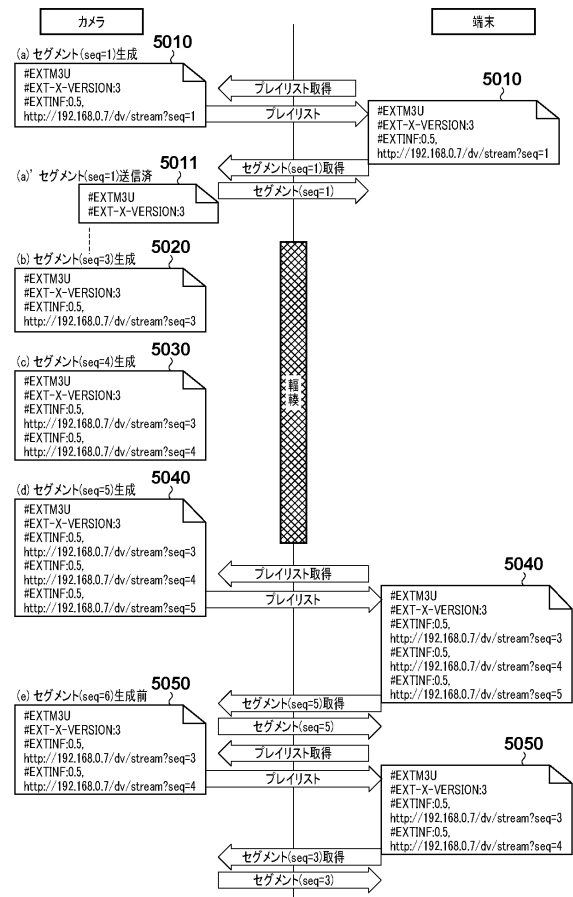 カメラ
端末
(a) セグメント(seq=1)生成
5010
#EXTM3U
#EXT-X-VERSION:3
#EXTINF:0.5,
http://192.168.0.7/dv/stream?seq=1
プレイリスト取得
プレイリスト
5010
#EXTM3U
#EXT-X-VERSION:3
#EXTINF:0.5,
http://192.168.0.7/dv/stream?seq=1
セグメント(seq=1)取得
セグメント(seq=1)
(a)' セグメント(seq=1)送信済
5011
#EXTM3U
#EXT-X-VERSION:3
(b) セグメント(seq=3)生成
5020
#EXTM3U
#EXT-X-VERSION:3
#EXTINF:0.5,
http://192.168.0.7/dv/stream?seq=3
輻輳
(c) セグメント(seq=4)生成
5030
#EXTM3U
#EXT-X-VERSION:3
#EXTINF:0.5,
http://192.168.0.7/dv/stream?seq=3
#EXTINF:0.5,
http://192.168.0.7/dv/stream?seq=4
(d) セグメント(seq=5)生成
5040
#EXTM3U
#EXT-X-VERSION:3
#EXTINF:0.5,
http://192.168.0.7/dv/stream?seq=3
#EXTINF:0.5,
http://192.168.0.7/dv/stream?seq=4
#EXTINF:0.5,
http://192.168.0.7/dv/stream?seq=5
プレイリスト取得
プレイリスト
5040
#EXTM3U
#EXT-X-VERSION:3
#EXTINF:0.5,
http://192.168.0.7/dv/stream?seq=3
#EXTINF:0.5,
http://192.168.0.7/dv/stream?seq=4
#EXTINF:0.5,
http://192.168.0.7/dv/stream?seq=5
セグメント(seq=5)取得
セグメント(seq=5)
(e) セグメント(seq=6)生成前
5050
#EXTM3U
#EXT-X-VERSION:3
#EXTINF:0.5,
http://192.168.0.7/dv/stream?seq=3
#EXTINF:0.5,
http://192.168.0.7/dv/stream?seq=4
プレイリスト取得
プレイリスト
5050
#EXTM3U
#EXT-X-VERSION:3
#EXTINF:0.5,
http://192.168.0.7/dv/stream?seq=3
#EXTINF:0.5,
http://192.168.0.7/dv/stream?seq=4
セグメント(seq=3)取得
セグメント(seq=3)